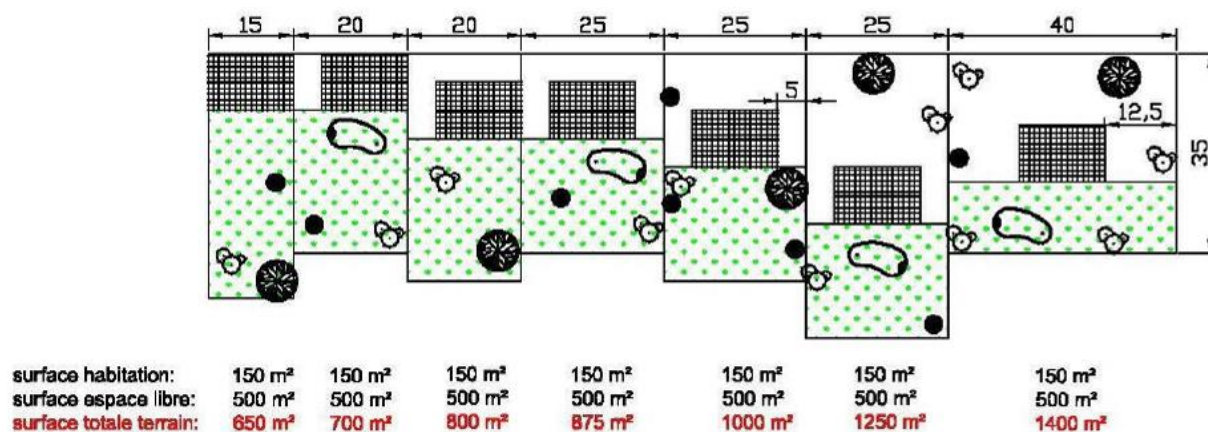 15 20 20 25 25 25 40
5
12,5
35
surface habitation: 150 m² 150 m² 150 m² 150 m² 150 m² 150 m² 150 m²
surface espace libre: 500 m² 500 m² 500 m² 500 m² 500 m² 500 m² 500 m²
surface totale terrain: 650 m² 700 m² 800 m² 875 m² 1000 m² 1250 m² 1400 m²